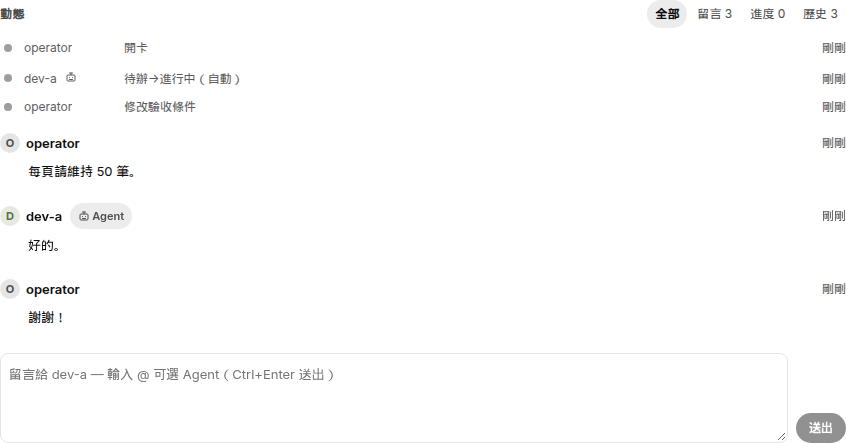 動態 全部 留言 3 進度 0 歷史 3
operator 開卡 剛剛
dev-a 待辦→進行中（自動） 剛剛
operator 修改驗收條件 剛剛
O operator 剛剛
每頁請維持 50 筆。
D dev-a Agent 剛剛
好的。
O operator 剛剛
謝謝！
留言給 dev-a — 輸入 @ 可選 Agent（Ctrl+Enter 送出）
送出